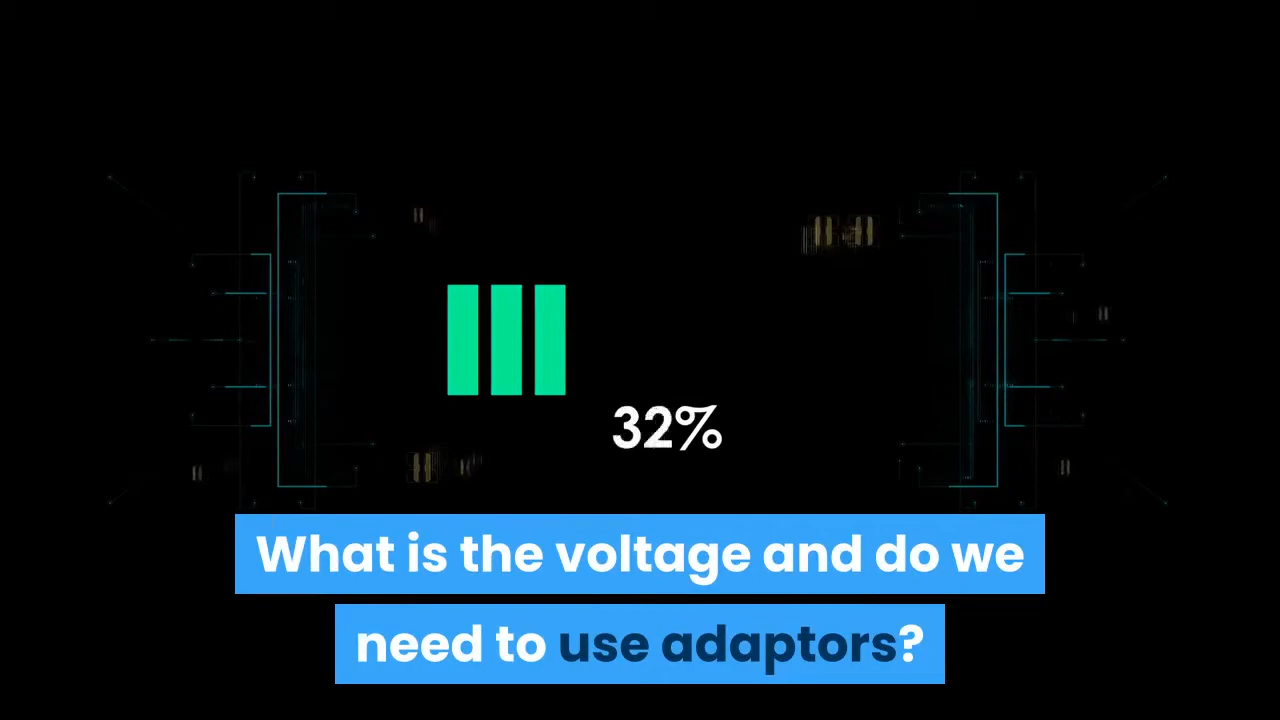 32%
What is the voltage and do we
need to use adaptors?